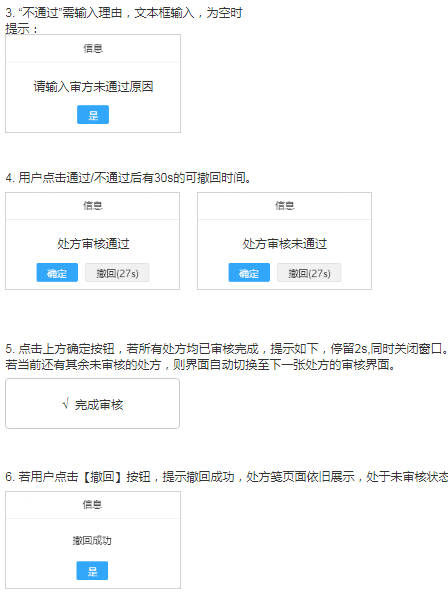 3. “不通过”需输入理由，文本框输入，为空时
提示：
信息
请输入审方未通过原因
是
4. 用户点击通过/不通过后有30s的可撤回时间。
信息
处方审核通过
确定 撤回(27s)
信息
处方审核未通过
确定 撤回(27s)
5. 点击上方确定按钮，若所有处方均已审核完成，提示如下，停留2s,同时关闭窗口。
若当前还有其余未审核的处方，则界面自动切换至下一张处方的审核界面。
√ 完成审核
6. 若用户点击【撤回】按钮，提示撤回成功，处方笺页面依旧展示，处于未审核状态
信息
撤回成功
是